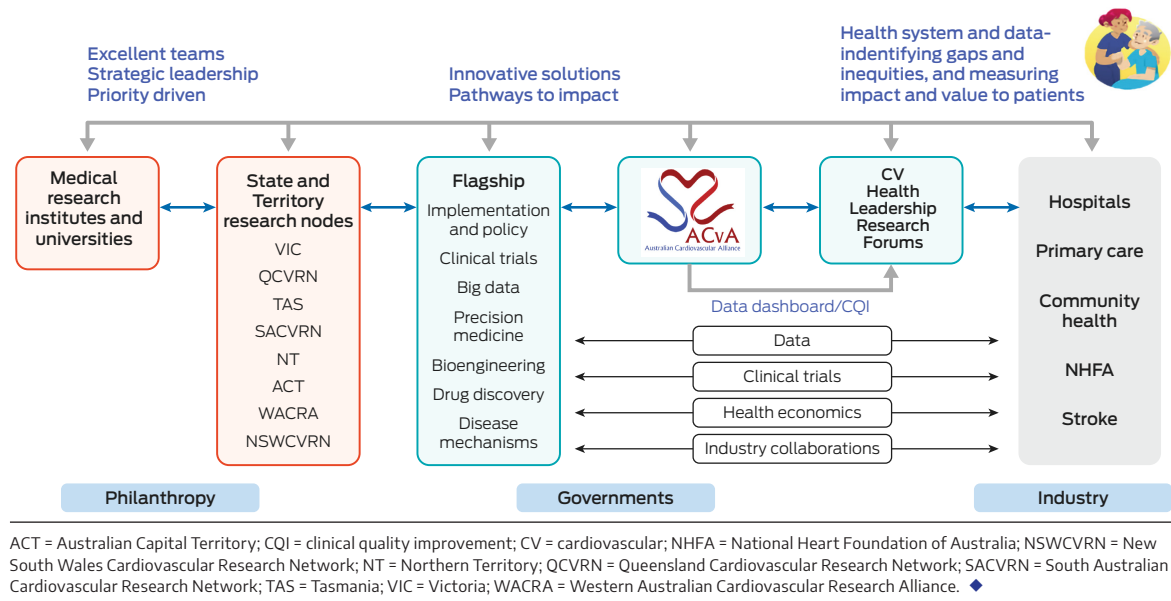 Excellent teams
Strategic leadership
Priority driven
Innovative solutions
Pathways to impact
Health system and data-
indentifying gaps and
inequities, and measuring
impact and value to patients
Medical
research
institutes and
universities
State and
Territory
research nodes
VIC
QCVRN
TAS
SACVRN
NT
ACT
WACRA
NSWCVRN
Flagship
Implementation
and policy
Clinical trials
Big data
Precision
medicine
Bioengineering
Drug discovery
Disease
mechanisms
ACvA
Australian Cardiovascular Alliance
CV
Health
Leadership
Research
Forums
Data dashboard/CQI
Data
Clinical trials
Health economics
Industry collaborations
Hospitals
Primary care
Community
health
NHFA
Stroke
Philanthropy
Governments
Industry
ACT = Australian Capital Territory; CQI = clinical quality improvement; CV = cardiovascular; NHFA = National Heart Foundation of Australia; NSWCVRN = New
South Wales Cardiovascular Research Network; NT = Northern Territory; QCVRN = Queensland Cardiovascular Research Network; SACVRN = South Australian
Cardiovascular Research Network; TAS = Tasmania; VIC = Victoria; WACRA = Western Australian Cardiovascular Research Alliance. ◆